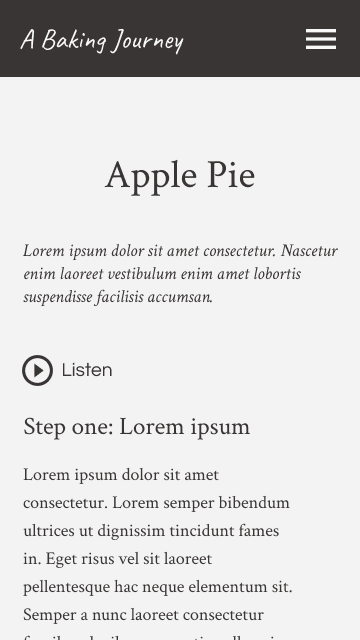 A Baking Journey
Apple Pie
Lorem ipsum dolor sit amet consectetur. Nascetur
enim laoreet vestibulum enim amet lobortis
suspendisse facilisis accumsan.
Listen
Step one: Lorem ipsum
Lorem ipsum dolor sit amet
consectetur. Lorem semper bibendum
ultrices ut dignissim tincidunt fames
in. Eget risus vel sit laoreet
pellentesque hac neque elementum sit.
Semper a nunc laoreet consectetur